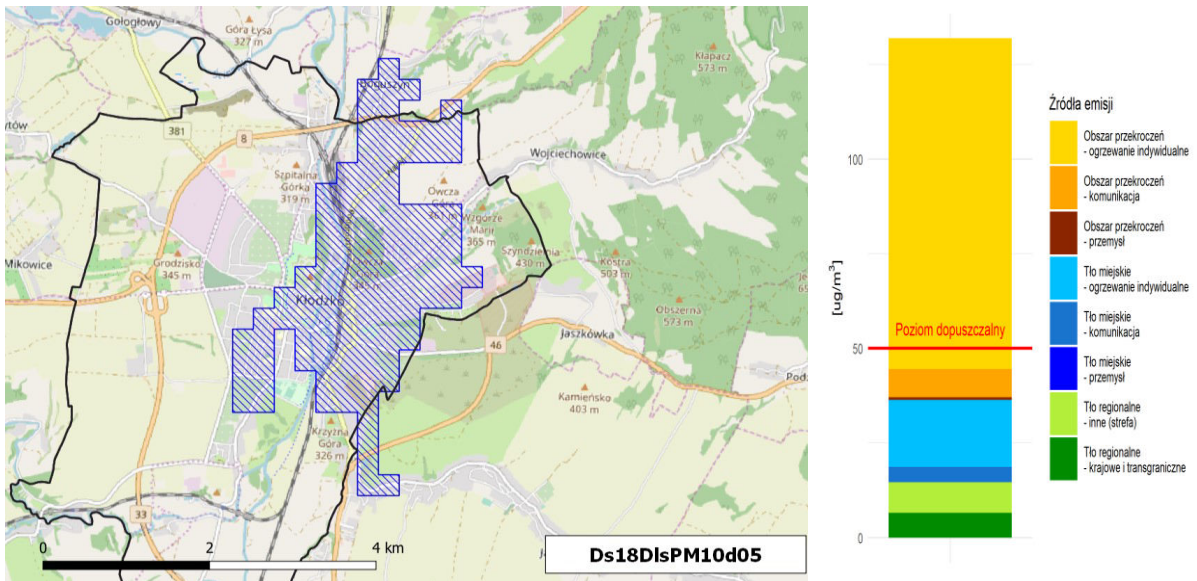 Gołogłowy
Góra Łysa
327 m
Kłapacz
573 m
381
8
Wojciechowice
Szpitalna
Górka
319 m
Owcza
Góra
361 m
Wzgórze
Marii
365 m
Szyndzielnia
430 m
Kostra
503 m
Mikowice
Grodzisko
345 m
Owcza
Góra
Kłodzko
Obszerna
573 m
46
Jaszkówka
Kamieńsko
403 m
Krzyżna
Góra
326 m
33
0 2 4 km
Ds18DlsPM10d05
[ug/m³]
100
50
0
Poziom dopuszczalny
Źródła emisji
Obszar przekroczeń
- ogrzewanie indywidualne
Obszar przekroczeń
- komunikacja
Obszar przekroczeń
- przemysł
Tło miejskie
- ogrzewanie indywidualne
Tło miejskie
- komunikacja
Tło miejskie
- przemysł
Tło regionalne
- inne (strefa)
Tło regionalne
- krajowe i transgraniczne